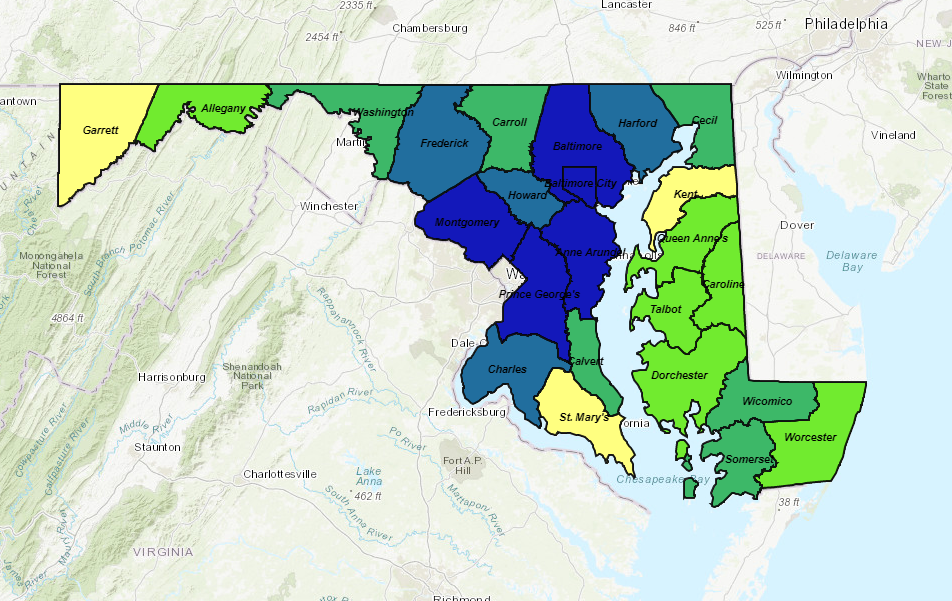 2335 ft
Lancaster
846 ft
525 ft
Philadelphia
Chambersburg
2454 ft
NEW J
Wilmington
Wharto
State
Forest
antown
Allegany
Washington
Carroll
Cecil
Garrett
Harford
Frederick
Baltimore
Vineland
Martin
Baltimore City
Howard
Kent
Winchester
Montgomery
Dover
Queen Anne's
Anne Arundel
Monongahela
National
Forest
South Branch Potomac River
DELAWARE
Delaware
Bay
Caroline
Prince George's
Talbot
4864 ft
Rappahannock River
Dale C
Calvert
Charles
Shenandoah
National
Park
Harrisonburg
Dorchester
Rapidan River
Fredericksburg
Wicomico
St. Mary's
ornia
Middle River
Cowpasture River
Calfpasture River
Po River
Staunton
Worcester
Fort A.P.
Hill
Somerset
Charlottesville
Lake
Anna
Chesapeake Bay
462 ft
South Anna River
Mattaponi River
38 ft
VIRGINIA
James River
Richmond